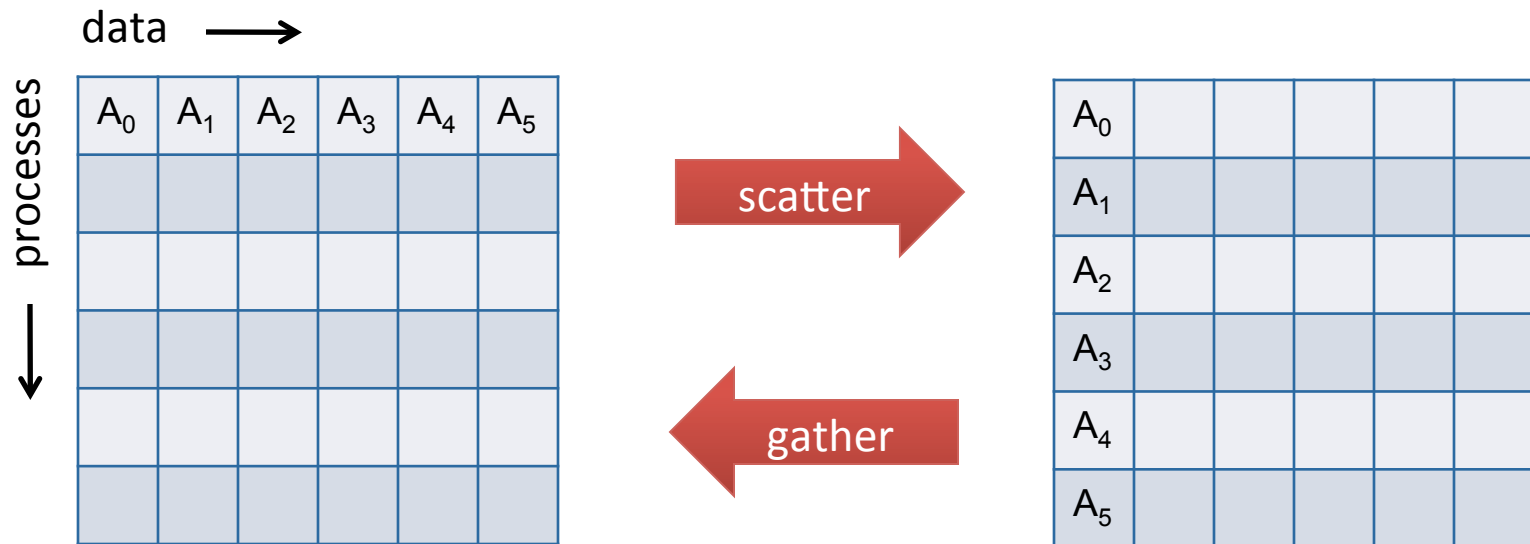 data
processes
A₀ A₁ A₂ A₃ A₄ A₅
scatter
gather
A₀
A₁
A₂
A₃
A₄
A₅